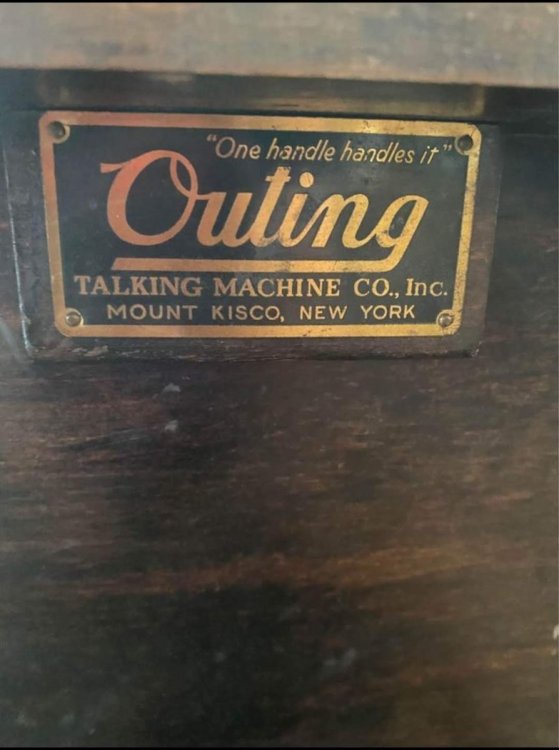 "One handle handles it"
Outing
TALKING MACHINE CO., INC.
MOUNT KISCO, NEW YORK